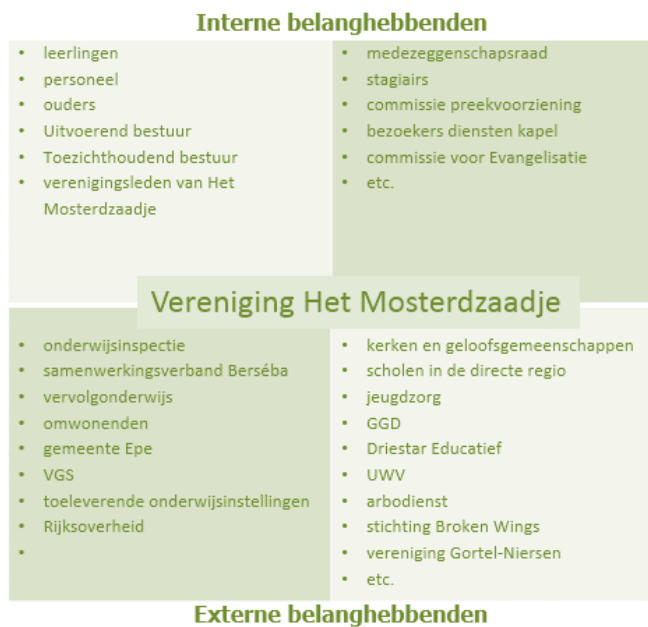 Interne belanghebbenden
• leerlingen
• personeel
• ouders
• Uitvoerend bestuur
• Toezichthoudend bestuur
• verenigingsleden van Het
Mosterdzaadje
• medezeggenschapsraad
• stagiairs
• commissie preekvoorziening
• bezoekers diensten kapel
• commissie voor Evangelisatie
• etc.
Vereniging Het Mosterdzaadje
• onderwijsinspectie
• samenwerkingsverband Berséba
• vervolgonderwijs
• omwonenden
• gemeente Epe
• VGS
• toeleverende onderwijsinstellingen
• Rijksoverheid
•
• kerken en geloofsgemeenschappen
• scholen in de directe regio
• jeugdzorg
• GGD
• Driestar Educatief
• UWV
• arbodienst
• stichting Broken Wings
• vereniging Gortel-Niersen
• etc.
Externe belanghebbenden